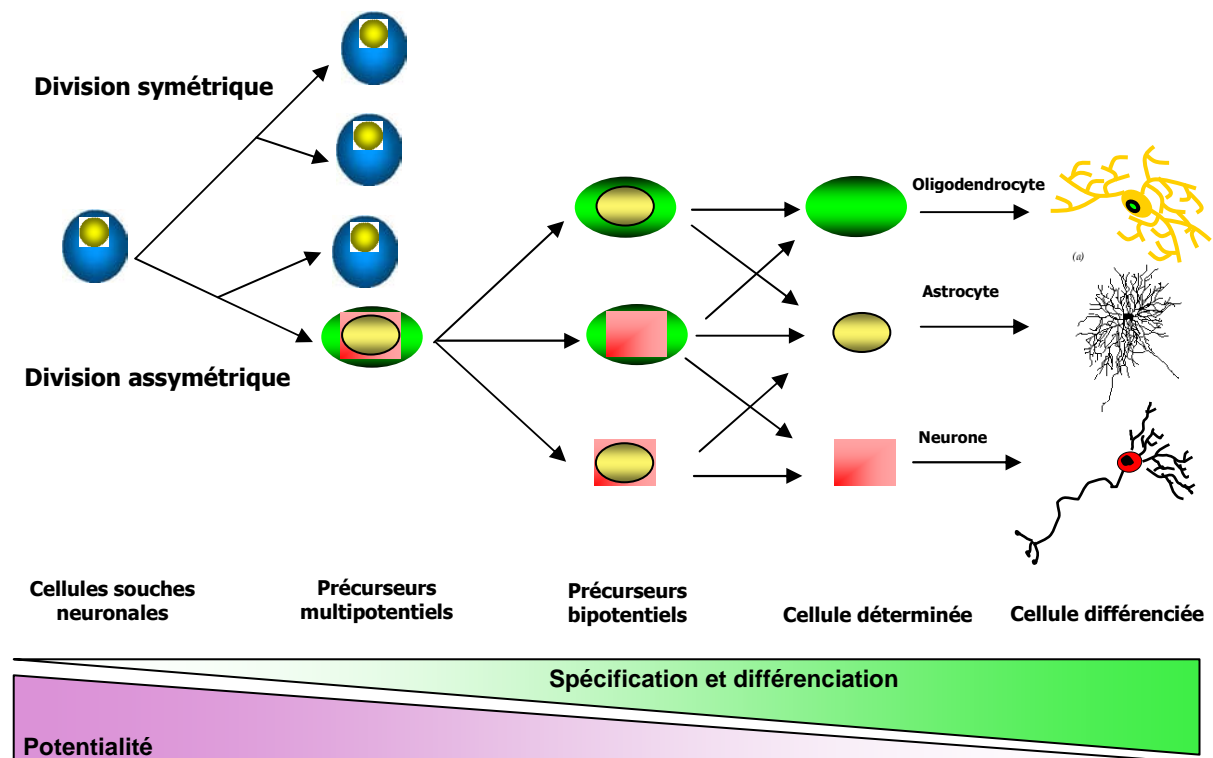 Division symétrique
Oligodendrocyte
(a)
Astrocyte
Division assymétrique
Neurone
Cellules souches
neuronales
Précurseurs
multipotentiels
Précurseurs
bipotentiels
Cellule déterminée
Cellule différenciée
Spécification et différenciation
Potentialité